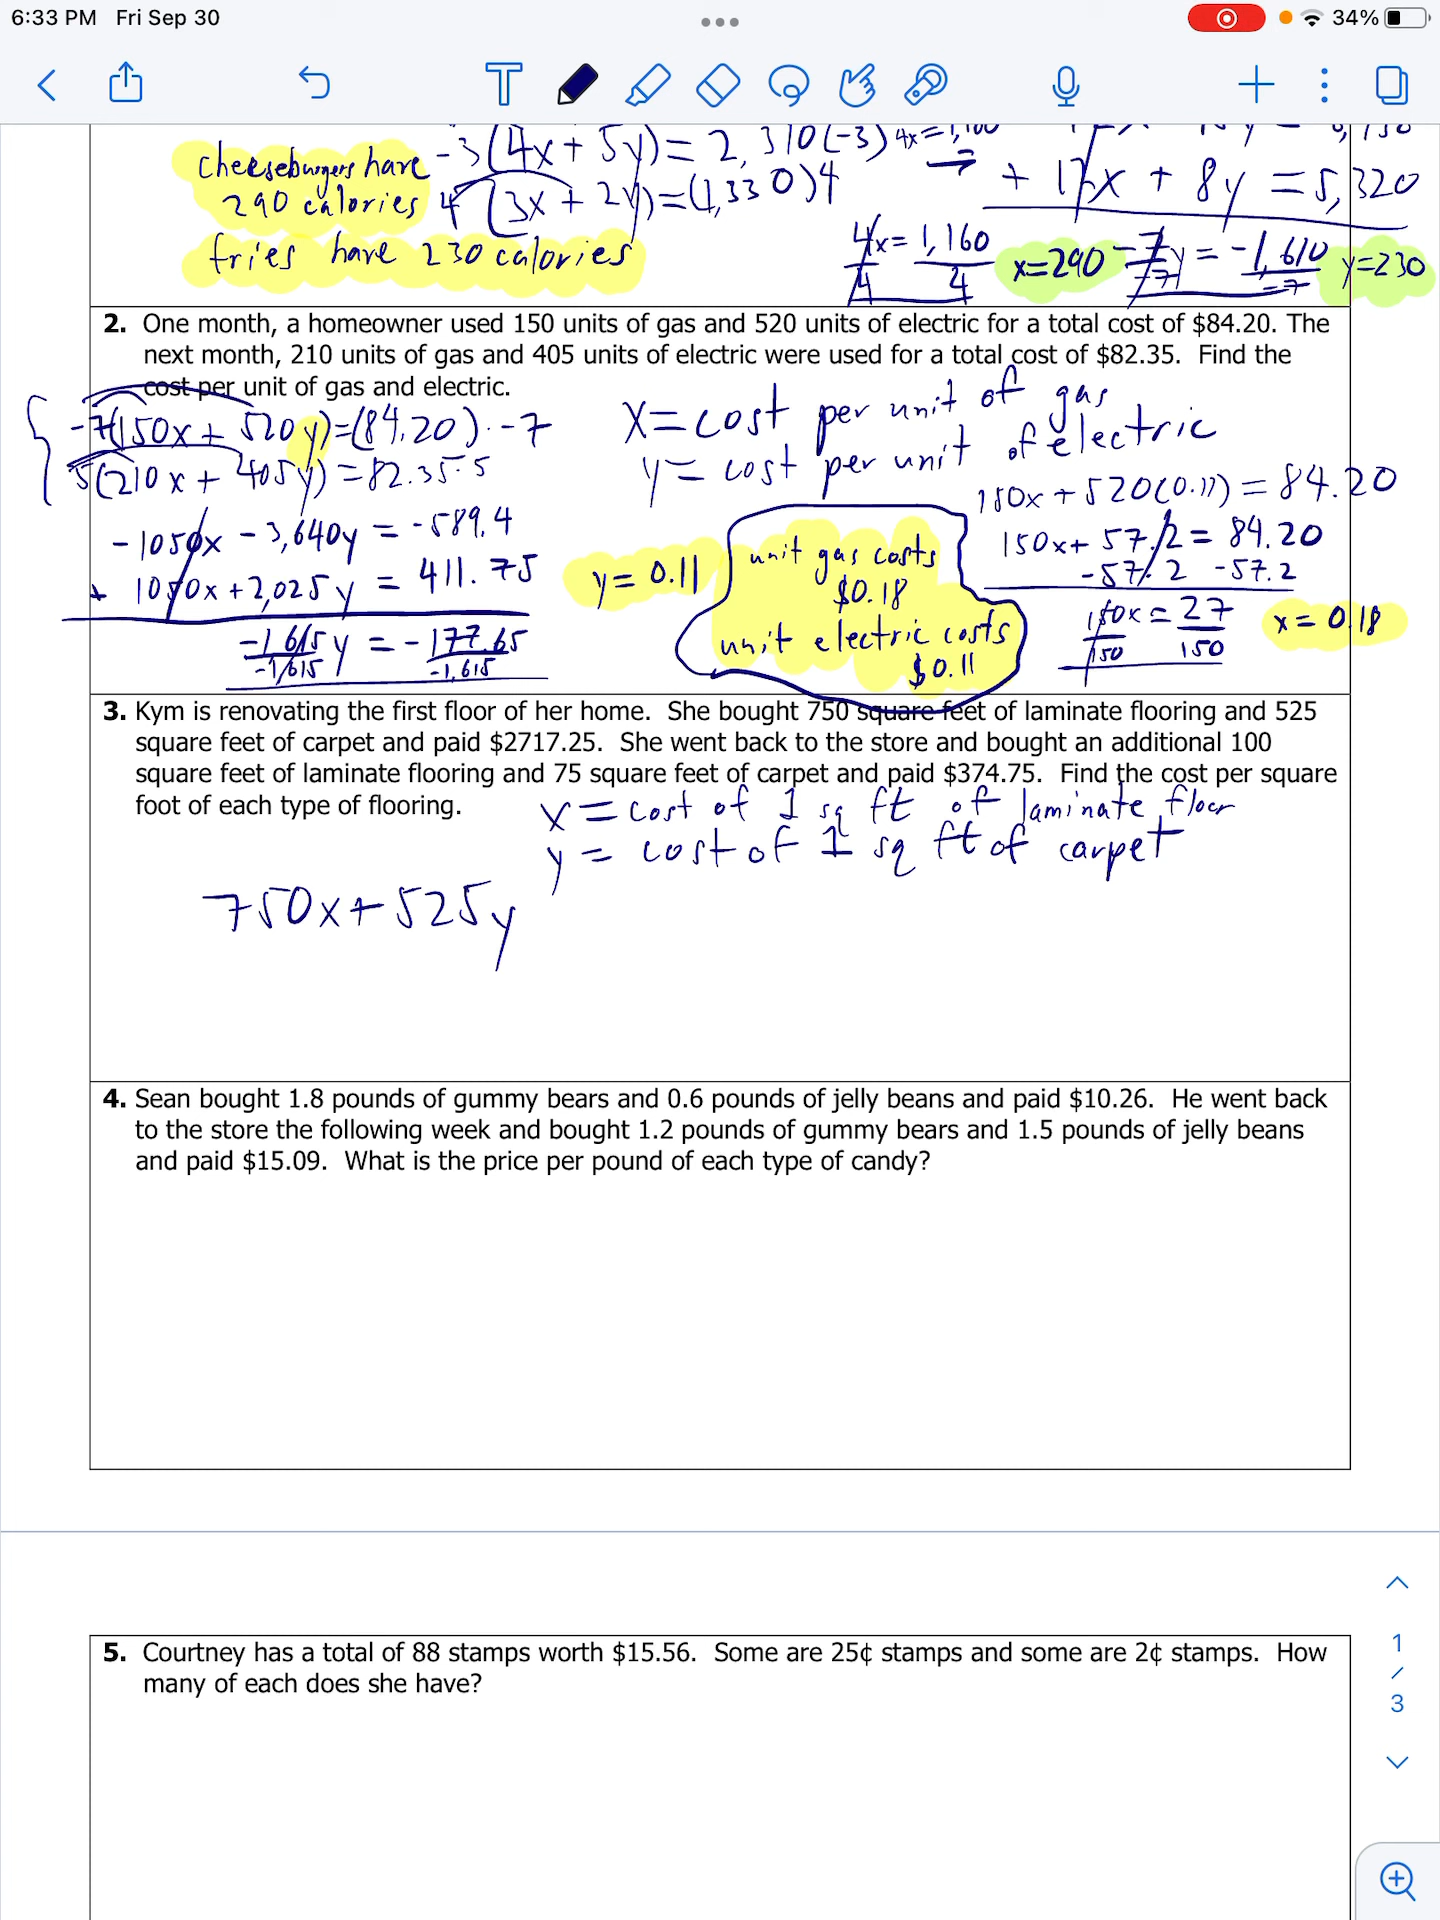 6:33 PM Fri Sep 30
34%
T
cheeseburgers have
290 calories
fries have 230 calories
-3(4x + 5y) = 2,310(-3)
4(3x + 2y) = (1,330)4
+ 12x + 8y = 5,320
4x = 1,160
4 4
x=290
-7y = -1,610
-7 -7
y=230
2. One month, a homeowner used 150 units of gas and 520 units of electric for a total cost of $84.20. The
next month, 210 units of gas and 405 units of electric were used for a total cost of $82.35. Find the
cost per unit of gas and electric.
-7(150x + 520y)=(84.20)·-7
5(210x + 405y)=82.35·5
-1050x - 3,640y = -589.4
+ 1050x + 2,025y = 411.75
-1615y = -177.65
-1615 -1,615
y = 0.11
x = cost per unit of gas
y = cost per unit of electric
unit gas costs
$0.18
unit electric costs
$0.11
150x + 520(0.11) = 84.20
150x + 57.2 = 84.20
-57.2 -57.2
150x = 27
150 150
x = 0.18
3. Kym is renovating the first floor of her home. She bought 750 square feet of laminate flooring and 525
square feet of carpet and paid $2717.25. She went back to the store and bought an additional 100
square feet of laminate flooring and 75 square feet of carpet and paid $374.75. Find the cost per square
foot of each type of flooring.
x = cost of 1 sq ft of laminate floor
y = cost of 1 sq ft of carpet
750x + 525y
4. Sean bought 1.8 pounds of gummy bears and 0.6 pounds of jelly beans and paid $10.26. He went back
to the store the following week and bought 1.2 pounds of gummy bears and 1.5 pounds of jelly beans
and paid $15.09. What is the price per pound of each type of candy?
5. Courtney has a total of 88 stamps worth $15.56. Some are 25¢ stamps and some are 2¢ stamps. How
many of each does she have?
1
/
3